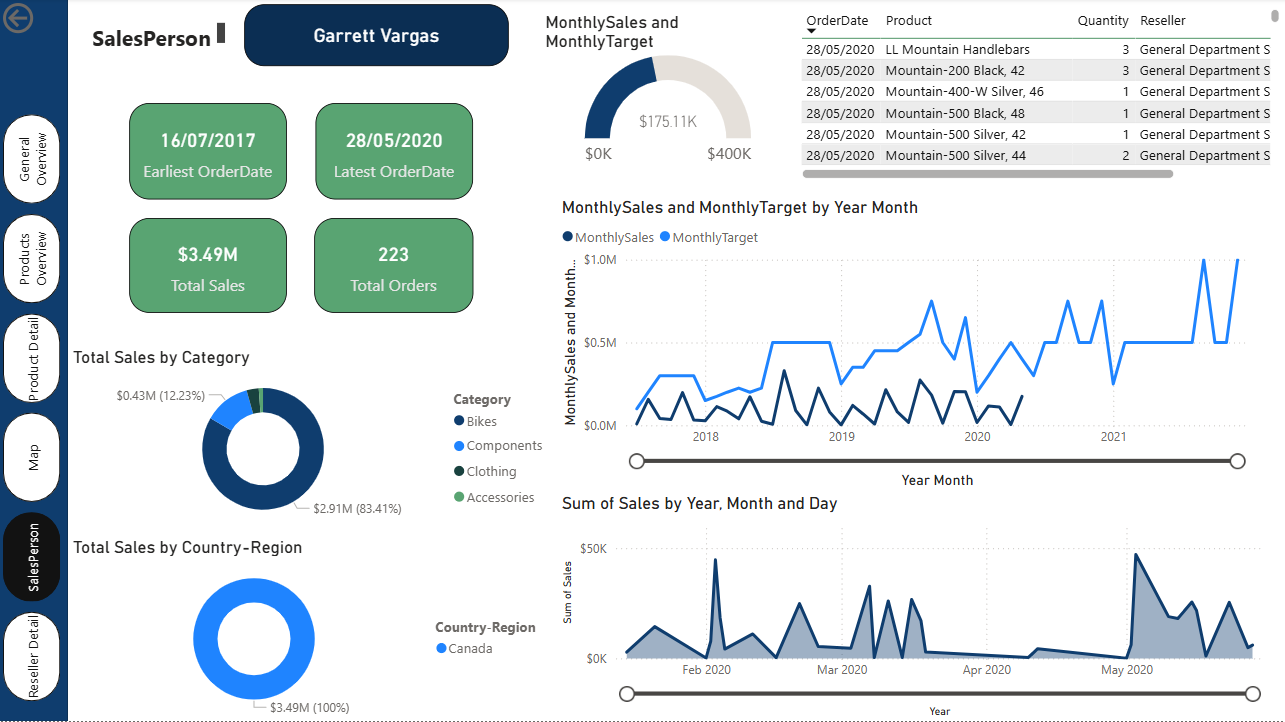 SalesPerson
Garrett Vargas
General
Overview
Products
Overview
Product Detail
Map
SalesPerson
Reseller Detail
16/07/2017
Earliest OrderDate
28/05/2020
Latest OrderDate
$3.49M
Total Sales
223
Total Orders
MonthlySales and
MonthlyTarget
$175.11K
$0K
$400K
OrderDate Product Quantity Reseller
28/05/2020 LL Mountain Handlebars 3 General Department S
28/05/2020 Mountain-200 Black, 42 3 General Department S
28/05/2020 Mountain-400-W Silver, 46 1 General Department S
28/05/2020 Mountain-500 Black, 48 1 General Department S
28/05/2020 Mountain-500 Silver, 42 1 General Department S
28/05/2020 Mountain-500 Silver, 44 2 General Department S
MonthlySales and MonthlyTarget by Year Month
MonthlySales MonthlyTarget
MonthlySales and Month...
$1.0M
$0.5M
$0.0M
2018 2019 2020 2021
Year Month
Total Sales by Category
$0.43M (12.23%)
$2.91M (83.41%)
Category
Bikes
Components
Clothing
Accessories
Total Sales by Country-Region
$3.49M (100%)
Country-Region
Canada
Sum of Sales by Year, Month and Day
Sum of Sales
$50K
$0K
Feb 2020 Mar 2020 Apr 2020 May 2020
Year